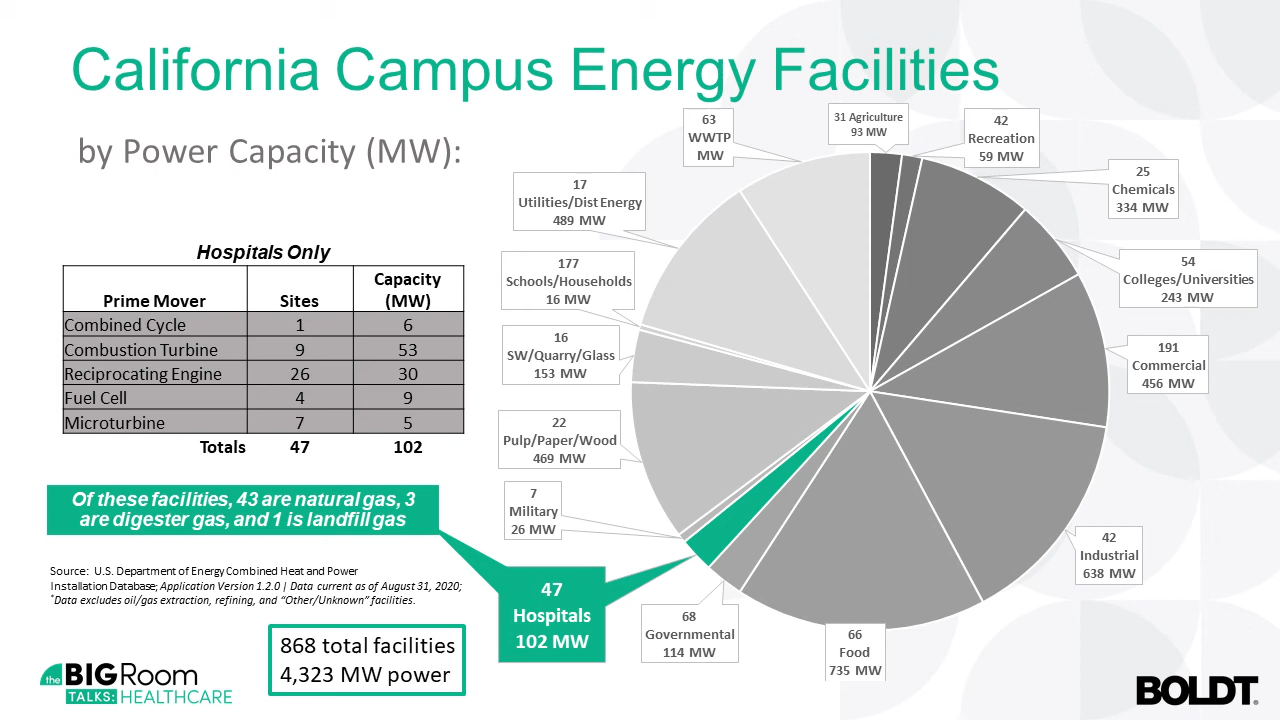 California Campus Energy Facilities
by Power Capacity (MW):
Hospitals Only
Prime Mover Sites Capacity (MW)
Combined Cycle 1 6
Combustion Turbine 9 53
Reciprocating Engine 26 30
Fuel Cell 4 9
Microturbine 7 5
Totals 47 102
Of these facilities, 43 are natural gas, 3
are digester gas, and 1 is landfill gas
Source: U.S. Department of Energy Combined Heat and Power
Installation Database; Application Version 1.2.0 | Data current as of August 31, 2020;
*Data excludes oil/gas extraction, refining, and “Other/Unknown” facilities.
868 total facilities
4,323 MW power
31 Agriculture
93 MW
42
Recreation
59 MW
25
Chemicals
334 MW
54
Colleges/Universities
243 MW
191
Commercial
456 MW
42
Industrial
638 MW
66
Food
735 MW
68
Governmental
114 MW
47
Hospitals
102 MW
7
Military
26 MW
22
Pulp/Paper/Wood
469 MW
16
SW/Quarry/Glass
153 MW
177
Schools/Households
16 MW
17
Utilities/Dist Energy
489 MW
63
WWTP
MW
the BIG Room
TALKS: HEALTHCARE
BOLDT.®